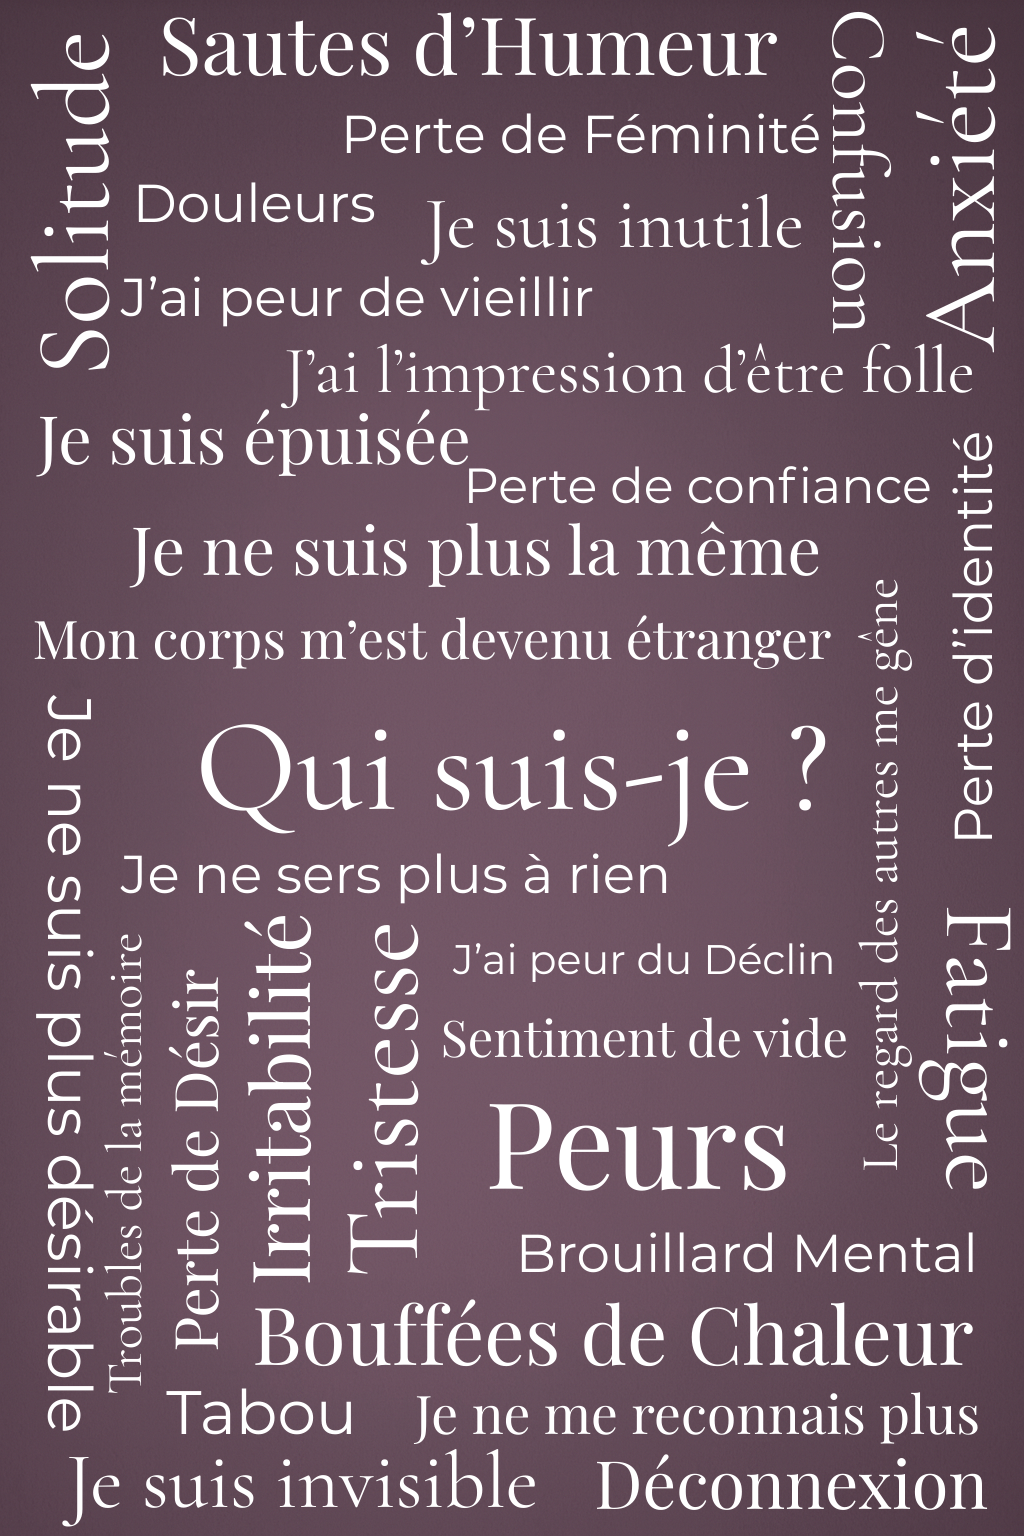 Sautes d’Humeur
Solitude
Confusion
Anxiété
Perte de Féminité
Douleurs
Je suis inutile
J’ai peur de vieillir
J’ai l’impression d’être folle
Je suis épuisée
Perte de confiance
Perte d’identité
Je ne suis plus la même
Le regard des autres me gêne
Mon corps m’est devenu étranger
Je ne suis plus désirable
Qui suis-je ?
Je ne sers plus à rien
Troubles de la mémoire
Perte de Désir
Irritabilité
Tristesse
J’ai peur du Déclin
Fatigue
Sentiment de vide
Peurs
Brouillard Mental
Bouffées de Chaleur
Tabou
Je ne me reconnais plus
Je suis invisible
Déconnexion